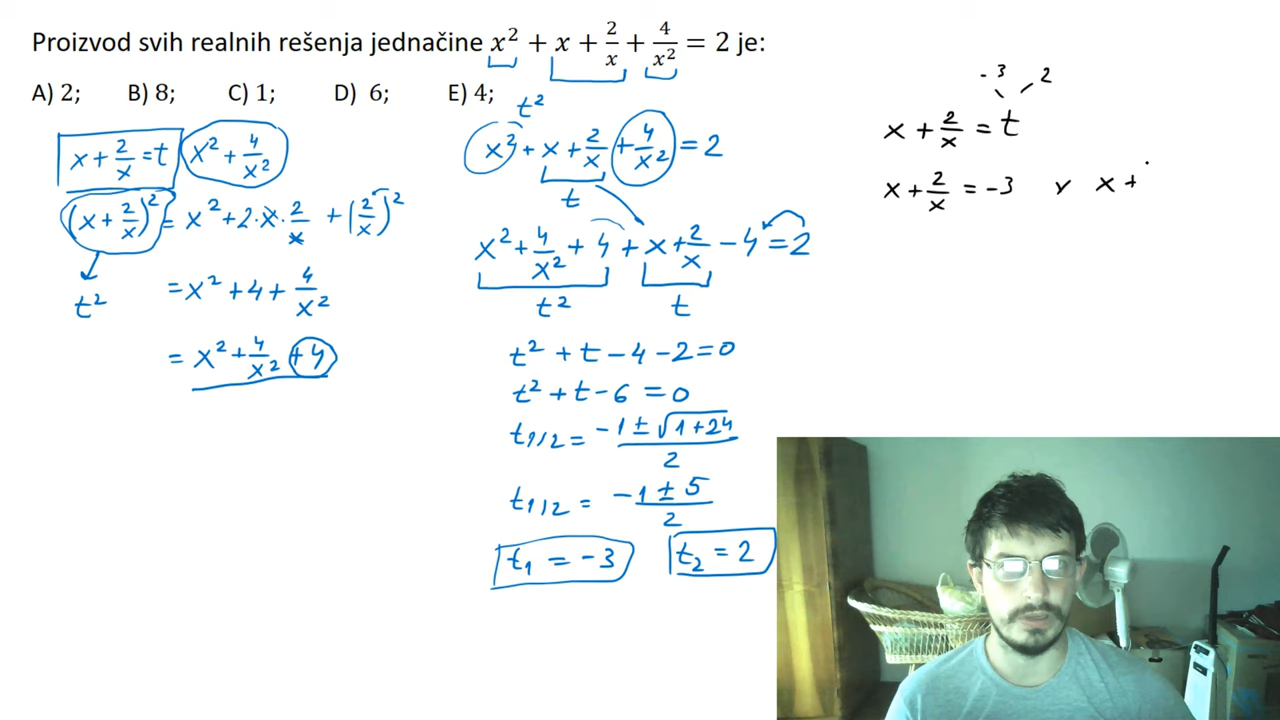 Proizvod svih realnih rešenja jednačine x² + x + 2/x + 4/x² = 2 je:
A) 2; B) 8; C) 1; D) 6; E) 4;
x + 2/x = t
x² + 4/x²
(x + 2/x)² = x² + 2·x·2/x + (2/x)²
t²
= x² + 4 + 4/x²
= x² + 4/x² + 4
t²
x² + x + 2/x + 4/x² = 2
t
x² + 4/x² + 4 + x + 2/x - 4 = 2
t² t
t² + t - 4 - 2 = 0
t² + t - 6 = 0
t1/2 = (-1 ± √(1+24))/2
t1/2 = (-1 ± 5)/2
t₁ = -3 t₂ = 2
-3 2
x + 2/x = t
x + 2/x = -3 ∨ x +